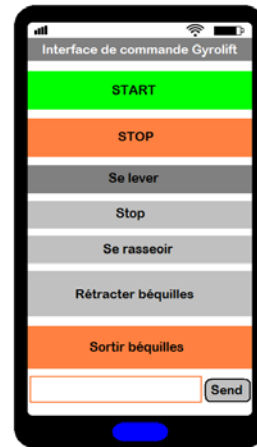 Interface de commande Gyrolift
START
STOP
Se lever
Stop
Se rasseoir
Rétracter béquilles
Sortir béquilles
Send